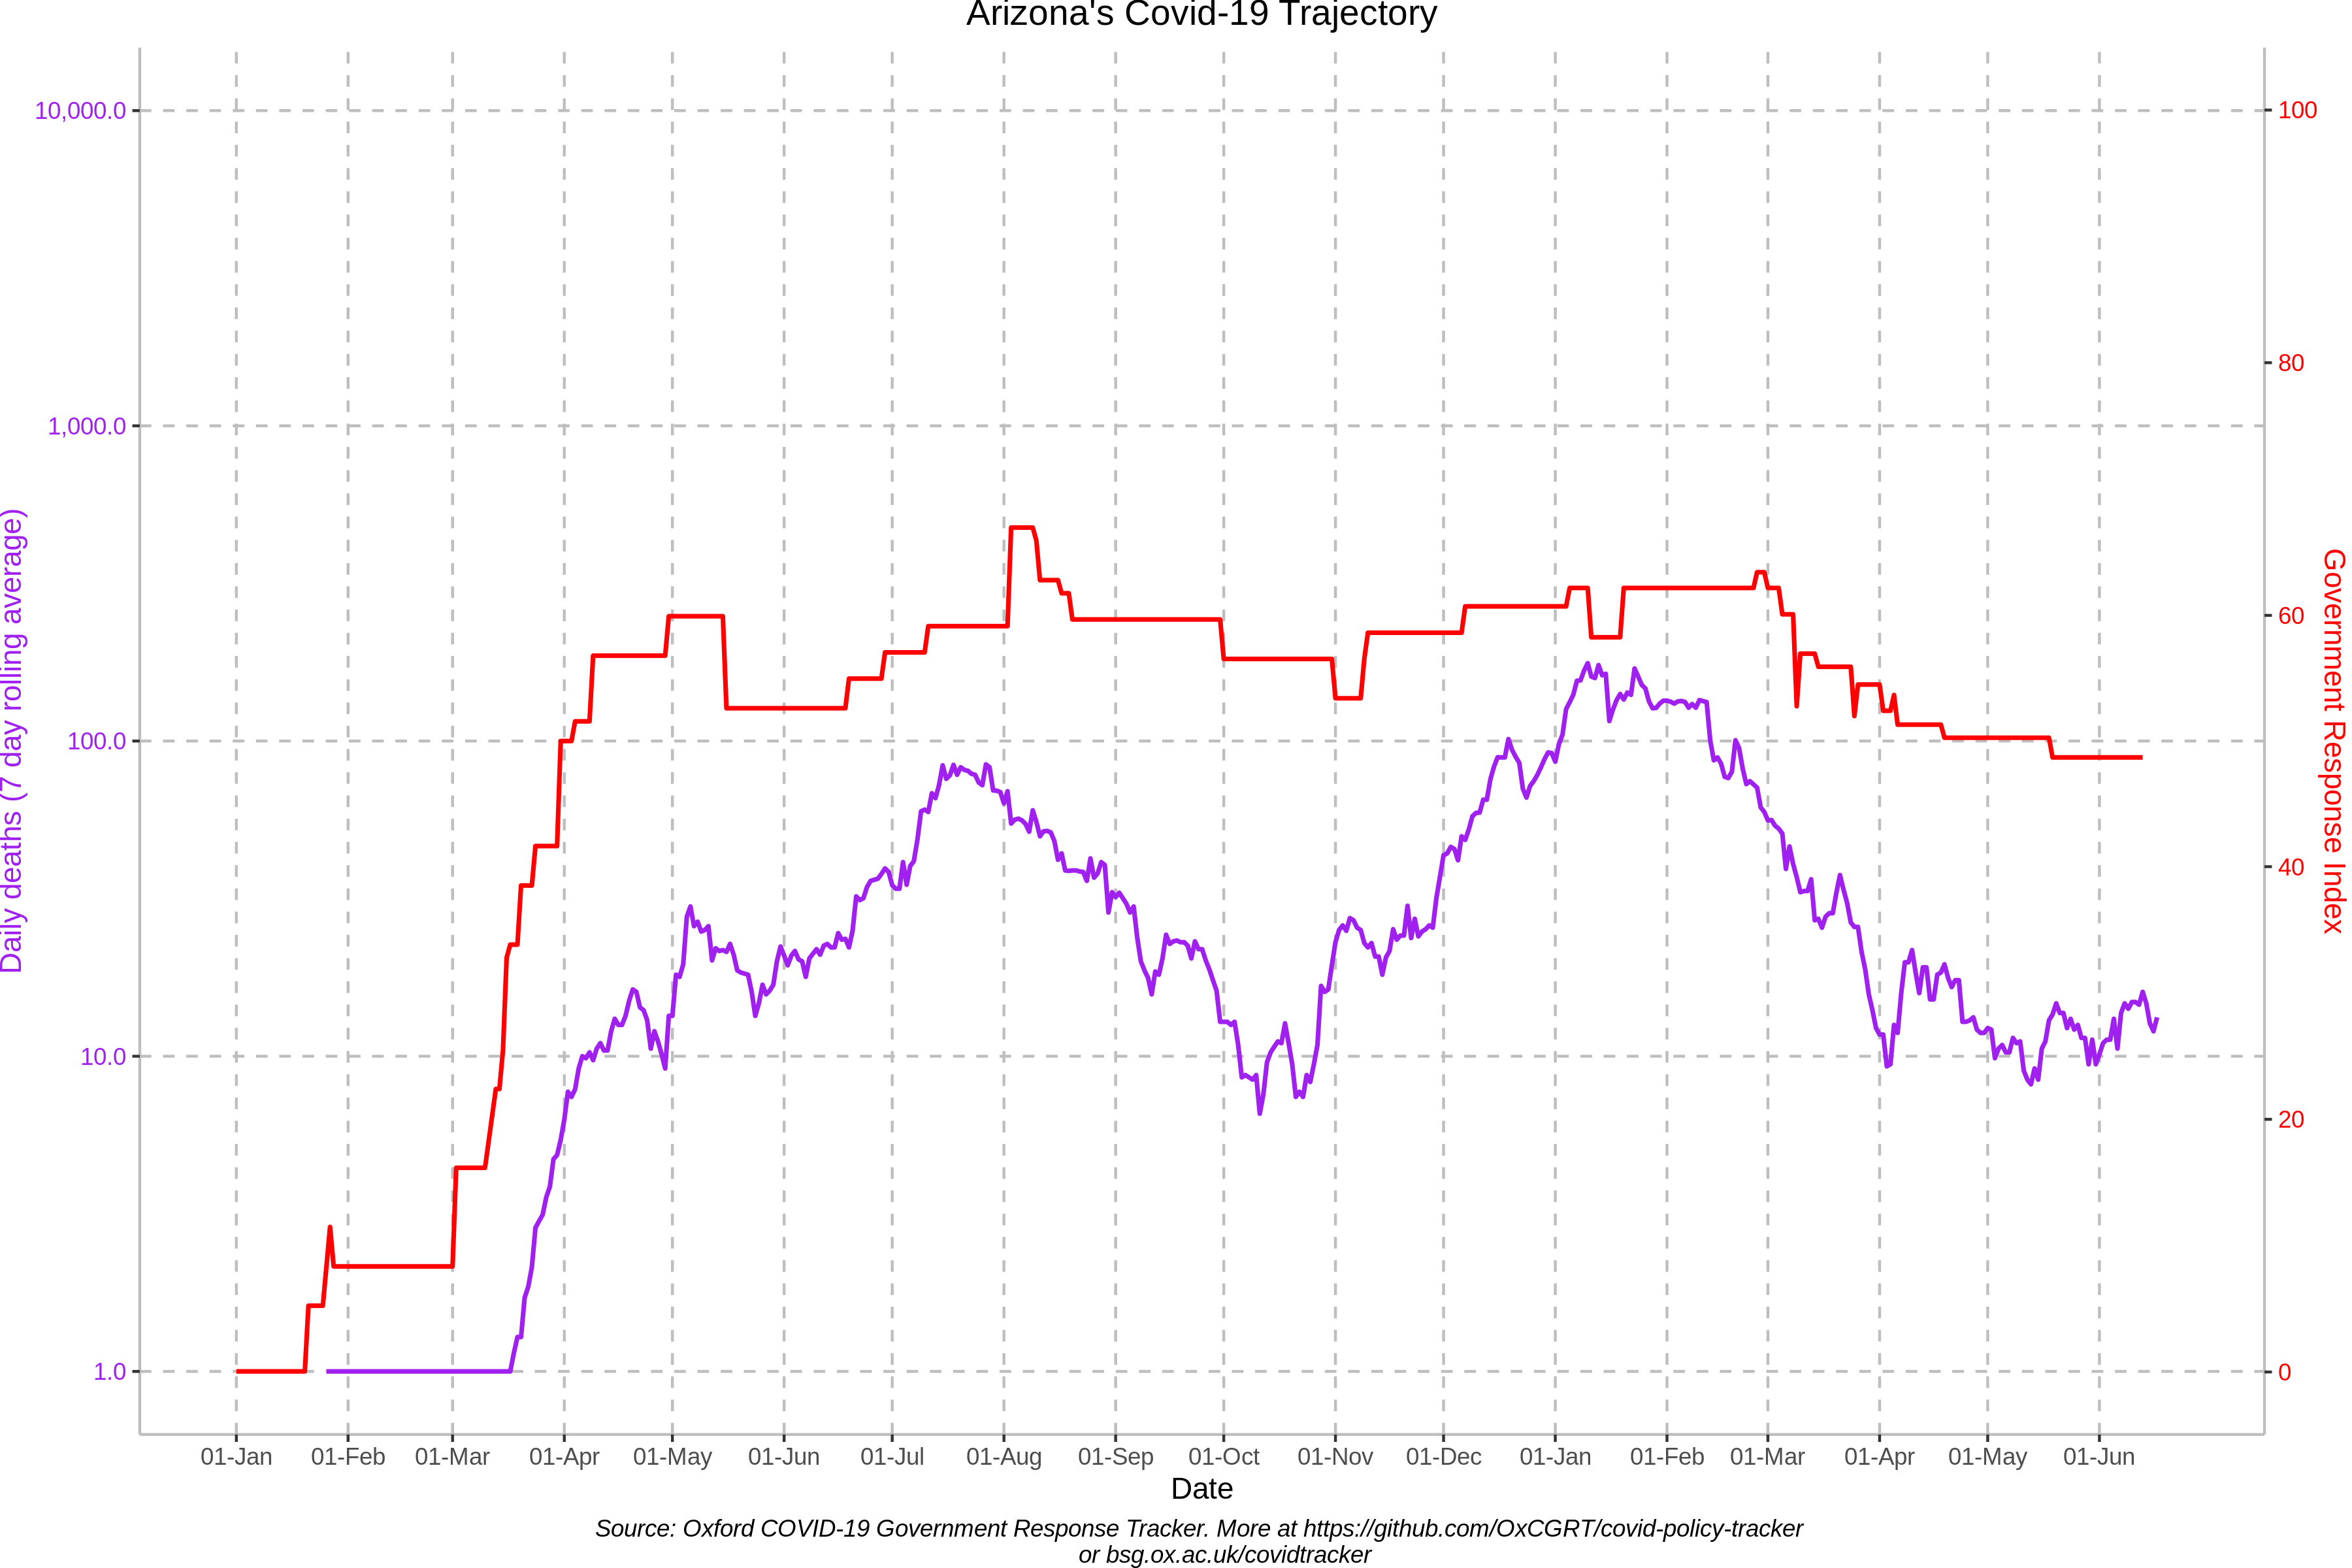 Arizona's Covid-19 Trajectory
10,000.0
1,000.0
100.0
10.0
1.0
Daily deaths (7 day rolling average)
100
80
60
40
20
0
Government Response Index
01-Jan 01-Feb 01-Mar 01-Apr 01-May 01-Jun 01-Jul 01-Aug 01-Sep 01-Oct 01-Nov 01-Dec 01-Jan 01-Feb 01-Mar 01-Apr 01-May 01-Jun
Date
Source: Oxford COVID-19 Government Response Tracker. More at https://github.com/OxCGRT/covid-policy-tracker
or bsg.ox.ac.uk/covidtracker